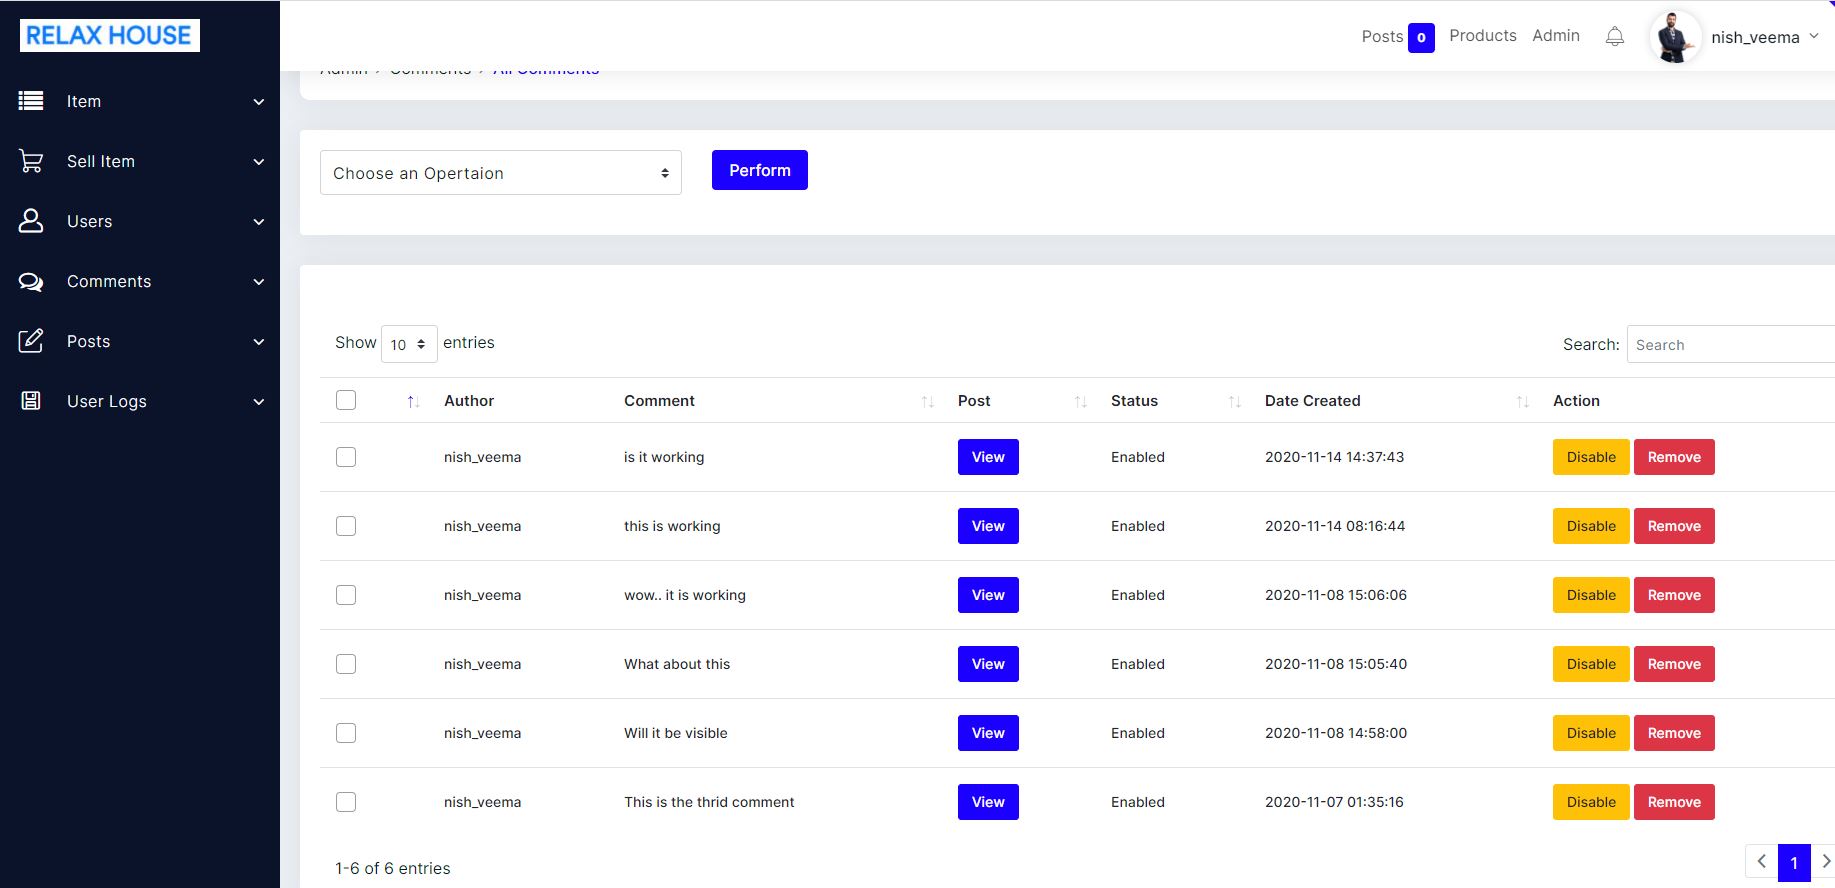 RELAX HOUSE
Posts 0 Products Admin nish_veema
Admin > Comments > All Comments
Item
Sell Item
Users
Comments
Posts
User Logs
Choose an Opertaion Perform
Show 10 entries Search: Search
Author Comment Post Status Date Created Action
nish_veema is it working View Enabled 2020-11-14 14:37:43 Disable Remove
nish_veema this is working View Enabled 2020-11-14 08:16:44 Disable Remove
nish_veema wow.. it is working View Enabled 2020-11-08 15:06:06 Disable Remove
nish_veema What about this View Enabled 2020-11-08 15:05:40 Disable Remove
nish_veema Will it be visible View Enabled 2020-11-08 14:58:00 Disable Remove
nish_veema This is the thrid comment View Enabled 2020-11-07 01:35:16 Disable Remove
1-6 of 6 entries 1